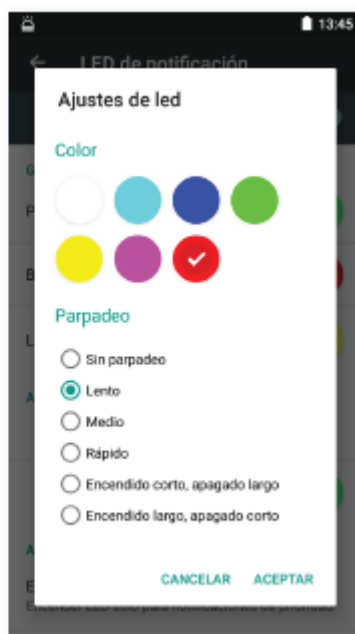 13:45
LED de notificación
Ajustes de led
Color
Parpadeo
Sin parpadeo
Lento
Medio
Rápido
Encendido corto, apagado largo
Encendido largo, apagado corto
CANCELAR ACEPTAR